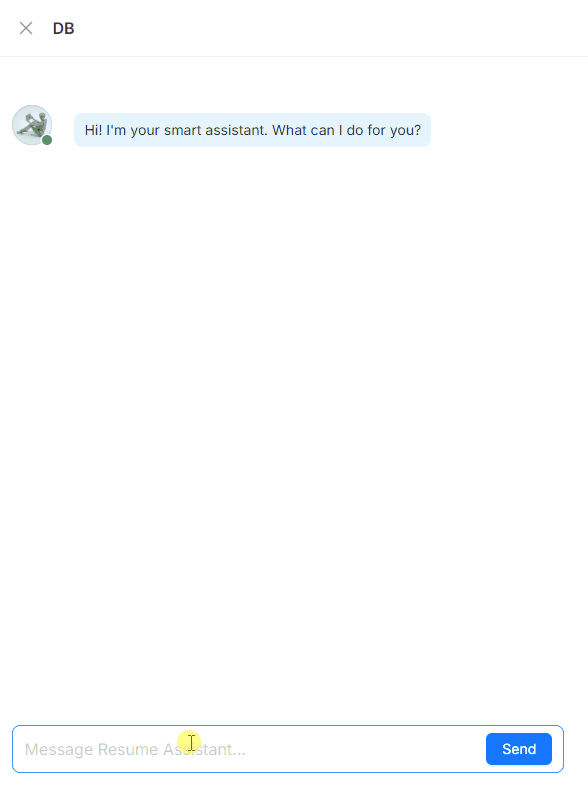 DB
Hi! I'm your smart assistant. What can I do for you?
Message Resume Assistant...
Send